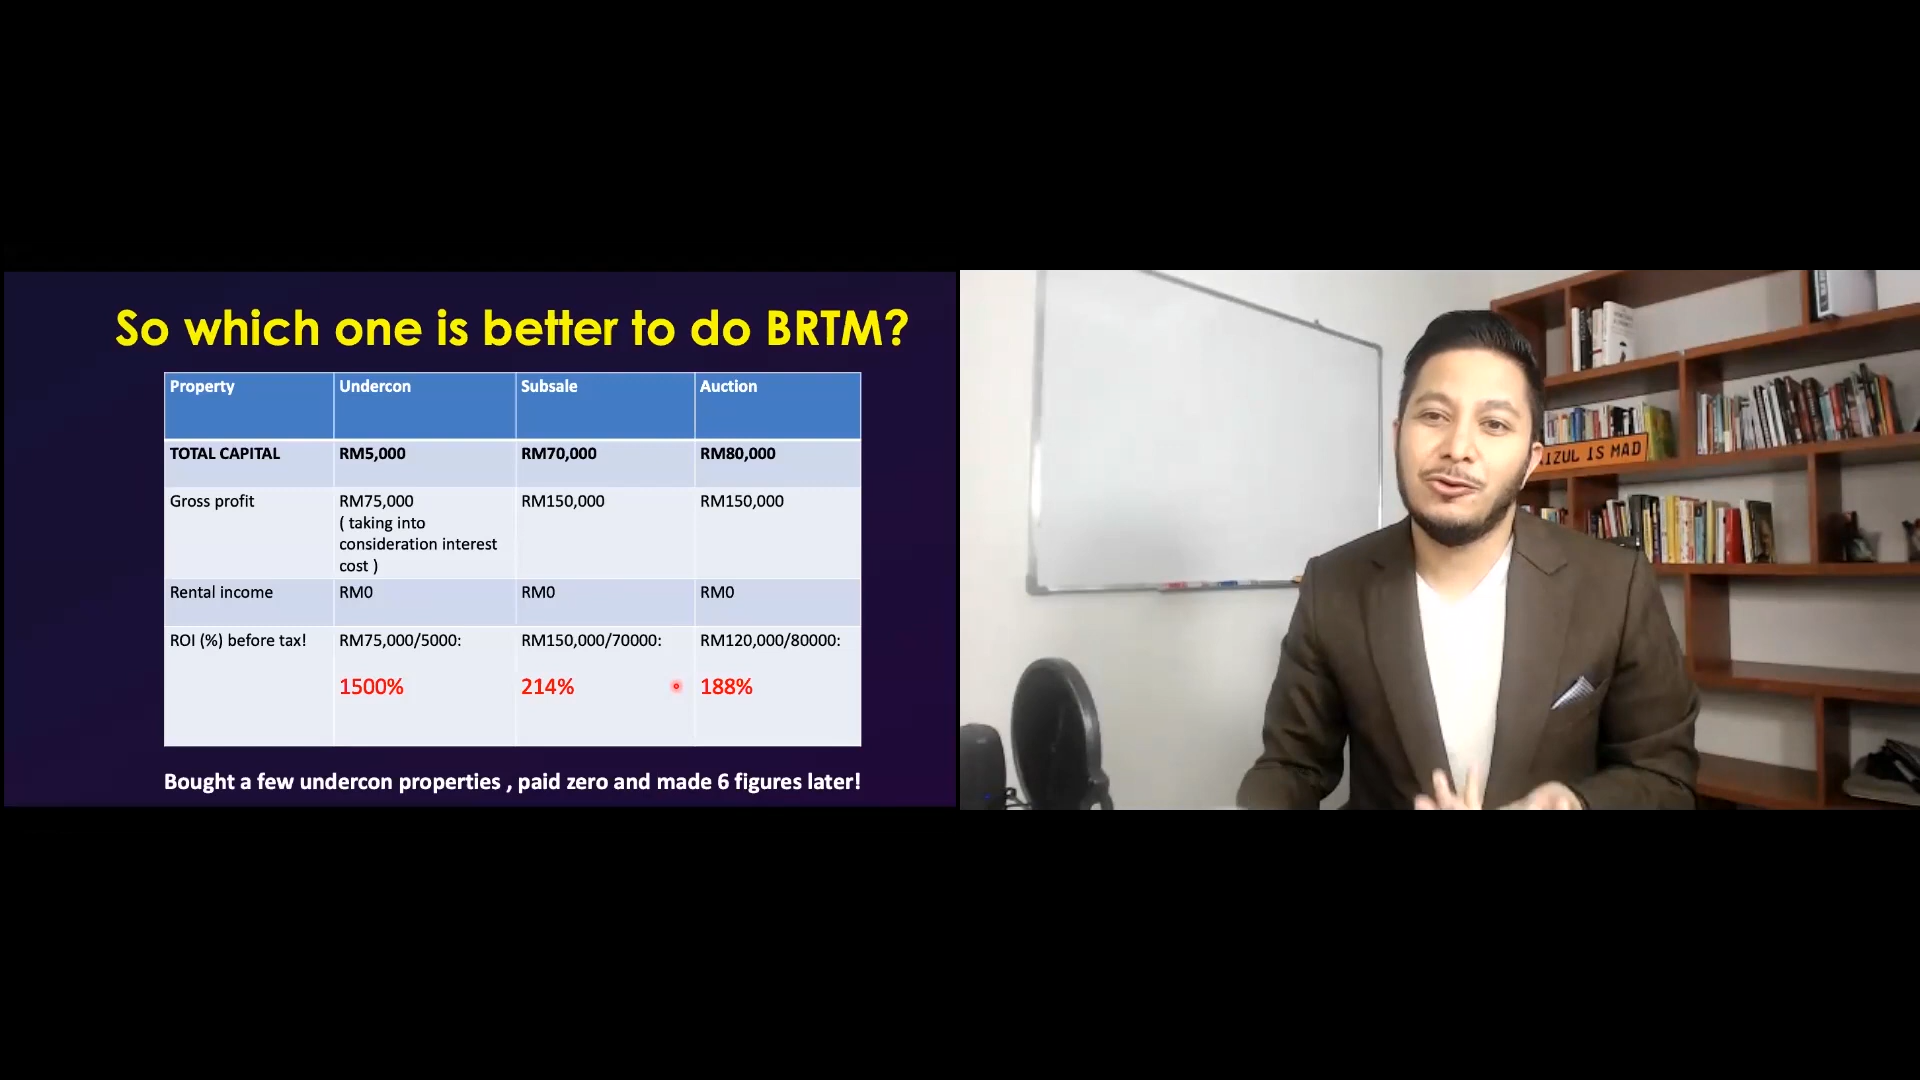 So which one is better to do BRTM?
Property Undercon Subsale Auction
TOTAL CAPITAL RM5,000 RM70,000 RM80,000
Gross profit RM75,000 RM150,000 RM150,000
( taking into
consideration interest
cost )
Rental income RM0 RM0 RM0
ROI (%) before tax! RM75,000/5000: RM150,000/70000: RM120,000/80000:
1500% 214% 188%
Bought a few undercon properties , paid zero and made 6 figures later!
IZUL IS MAD